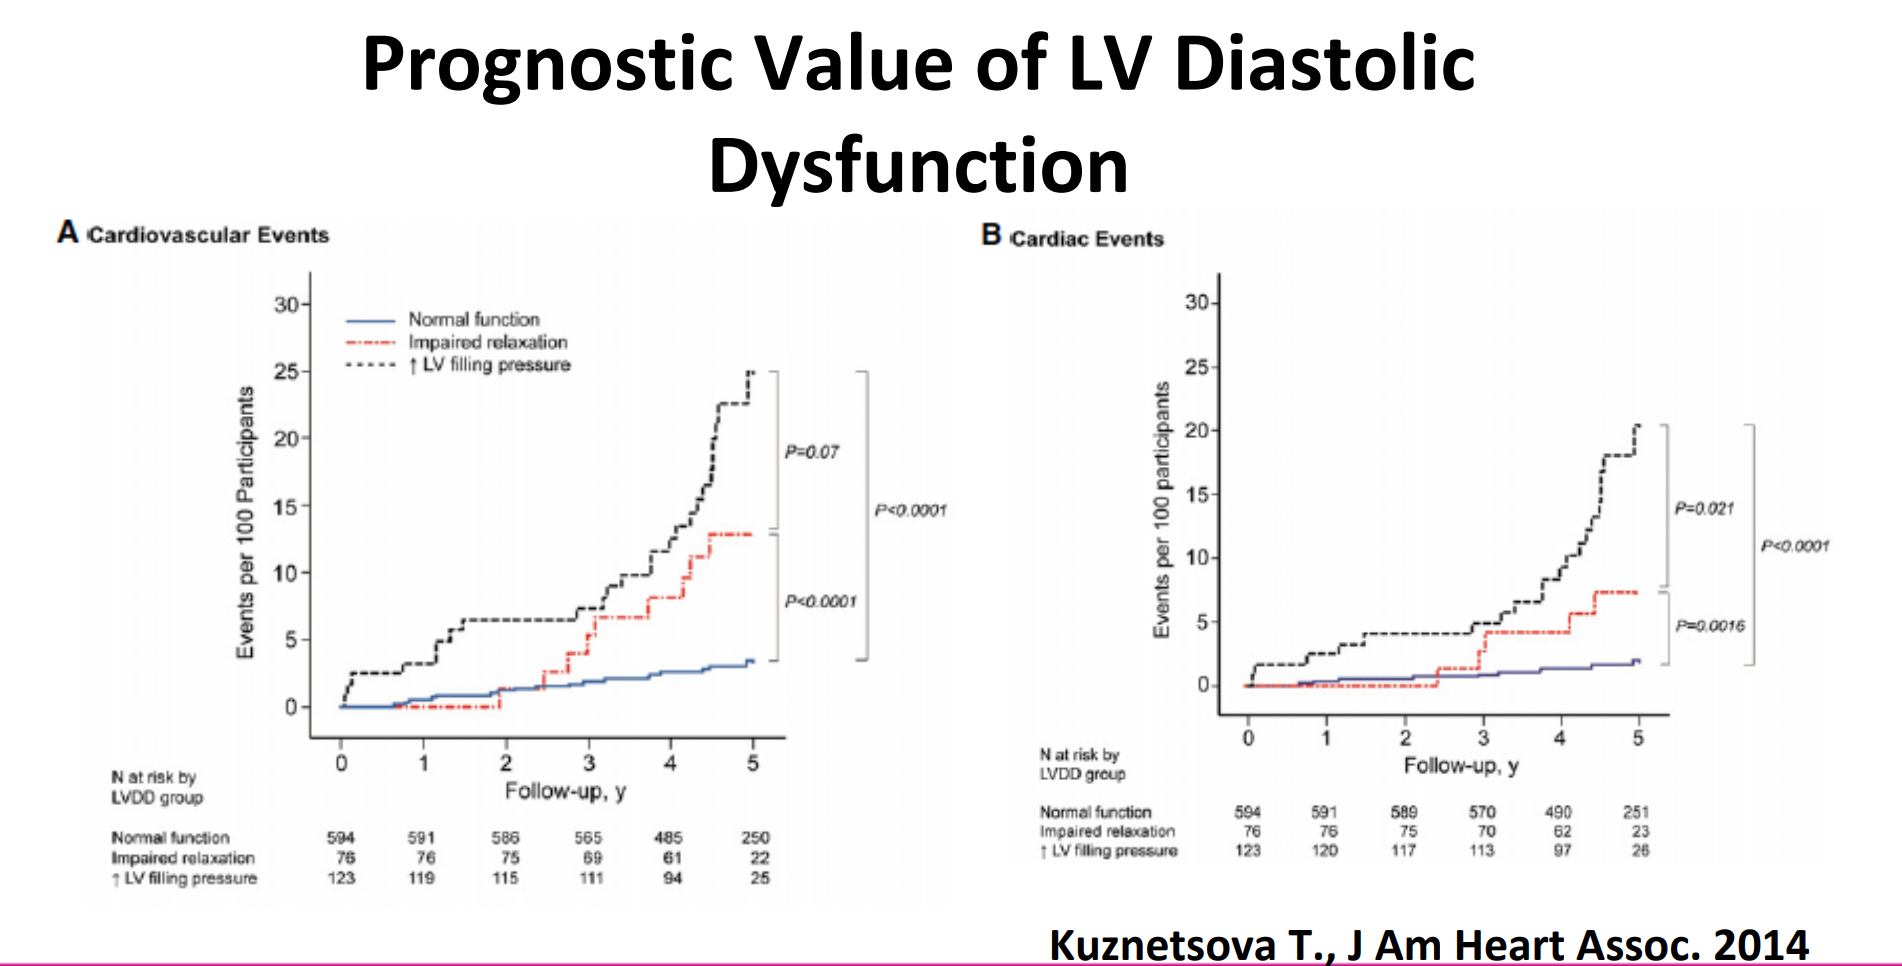 Prognostic Value of LV Diastolic
Dysfunction
A Cardiovascular Events
30
25
20
15
10
5
0
Events per 100 Participants
Normal function
Impaired relaxation
↑ LV filling pressure
P=0.07
P<0.0001
P<0.0001
0 1 2 3 4 5
Follow-up, y
N at risk by
LVDD group
Normal function 594 591 586 565 485 250
Impaired relaxation 76 76 75 69 61 22
↑ LV filling pressure 123 119 115 111 94 25
B Cardiac Events
30
25
20
15
10
5
0
Events per 100 participants
P=0.021
P<0.0001
P=0.0016
0 1 2 3 4 5
Follow-up, y
N at risk by
LVDD group
Normal function 594 591 589 570 490 251
Impaired relaxation 76 76 75 70 62 23
↑ LV filling pressure 123 120 117 113 97 26
Kuznetsova T., J Am Heart Assoc. 2014